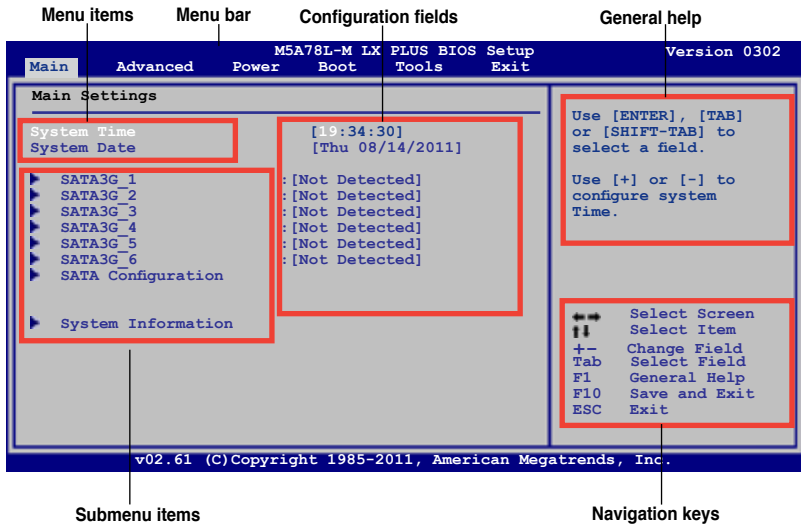 Menu items Menu bar Configuration fields General help
M5A78L-M LX PLUS BIOS Setup Version 0302
Main Advanced Power Boot Tools Exit
Main Settings
System Time [19:34:30]
System Date [Thu 08/14/2011]
SATA3G_1 :[Not Detected]
SATA3G_2 :[Not Detected]
SATA3G_3 :[Not Detected]
SATA3G_4 :[Not Detected]
SATA3G_5 :[Not Detected]
SATA3G_6 :[Not Detected]
SATA Configuration
System Information
Use [ENTER], [TAB]
or [SHIFT-TAB] to
select a field.
Use [+] or [-] to
configure system
Time.
←→ Select Screen
↑↓ Select Item
+- Change Field
Tab Select Field
F1 General Help
F10 Save and Exit
ESC Exit
v02.61 (C)Copyright 1985-2011, American Megatrends, Inc.
Submenu items Navigation keys